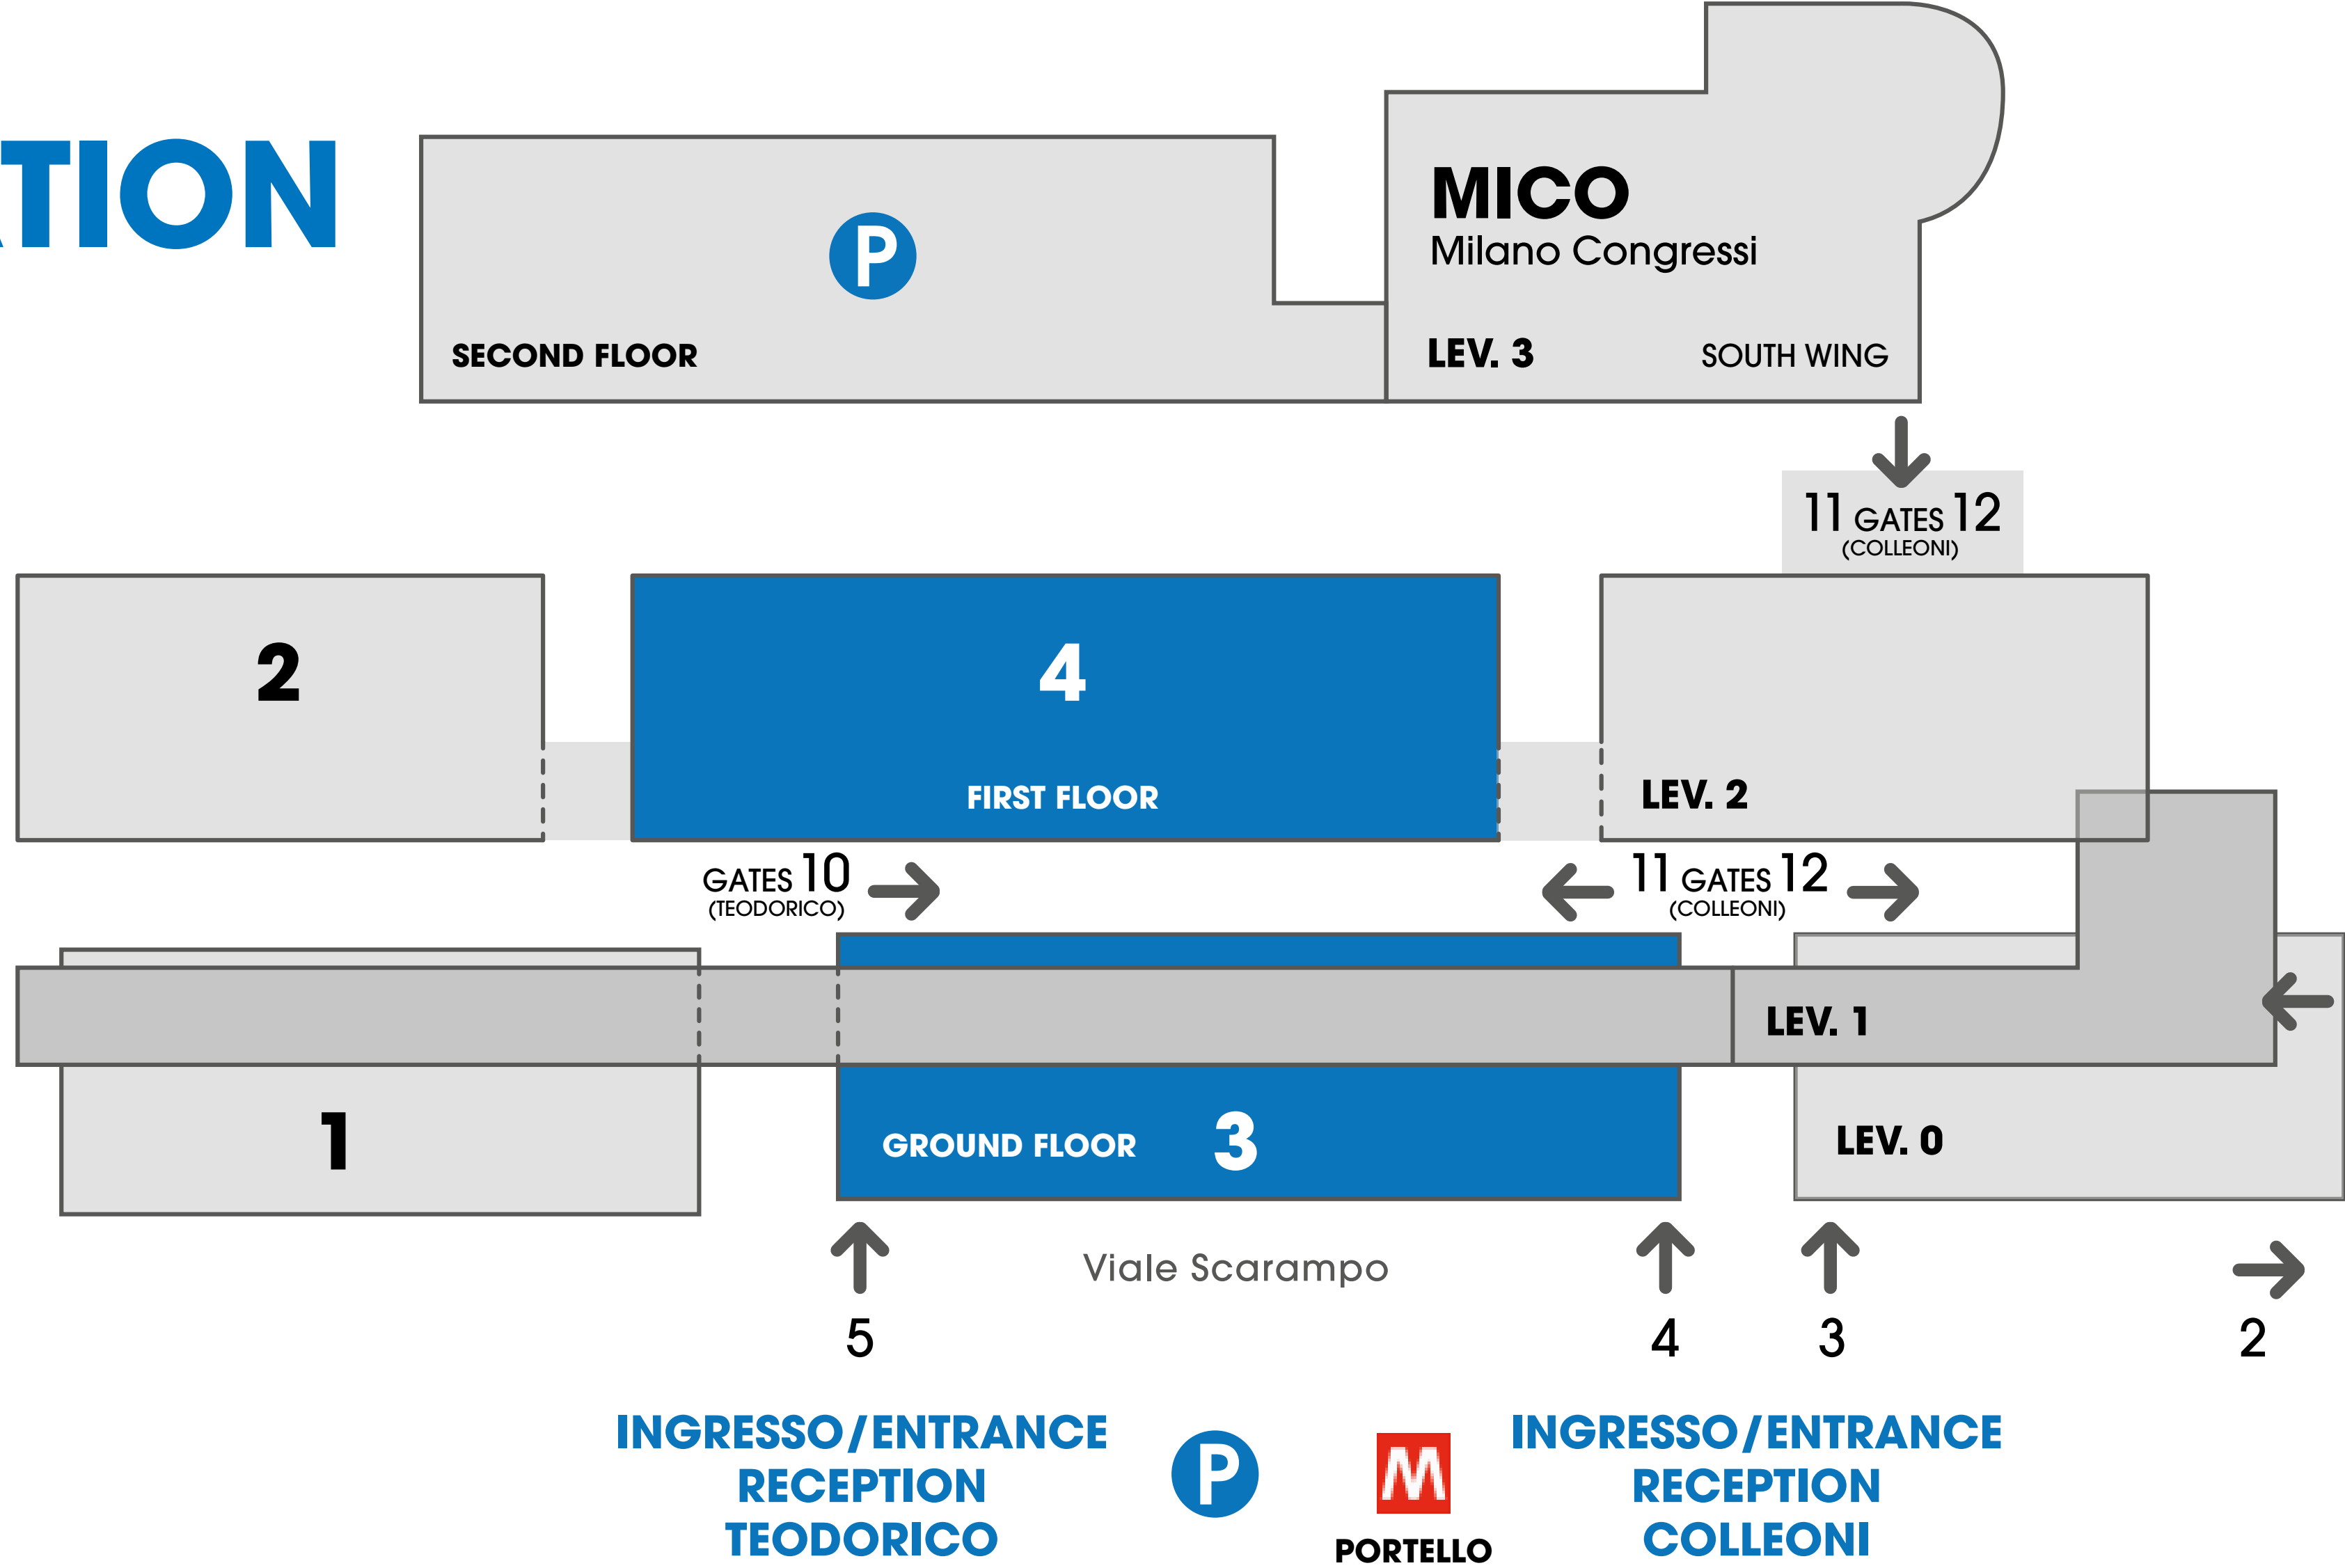 TION
P
MICO
Milano Congressi
SECOND FLOOR
LEV. 3
SOUTH WING
11 GATES 12
(COLLEONI)
2
4
FIRST FLOOR
LEV. 2
GATES 10
(TEODORICO)
11 GATES 12
(COLLEONI)
LEV. 1
1
GROUND FLOOR
3
LEV. 0
Viale Scarampo
5
4
3
2
INGRESSO/ENTRANCE
RECEPTION
TEODORICO
P
M
PORTELLO
INGRESSO/ENTRANCE
RECEPTION
COLLEONI